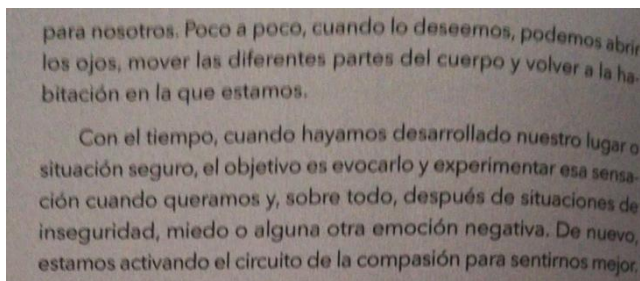 para nosotros. Poco a poco, cuando lo deseemos, podemos abrir
los ojos, mover las diferentes partes del cuerpo y volver a la ha-
bitación en la que estamos.
Con el tiempo, cuando hayamos desarrollado nuestro lugar o
situación seguro, el objetivo es evocarlo y experimentar esa sensa-
ción cuando queramos y, sobre todo, después de situaciones de
inseguridad, miedo o alguna otra emoción negativa. De nuevo,
estamos activando el circuito de la compasión para sentirnos mejor.